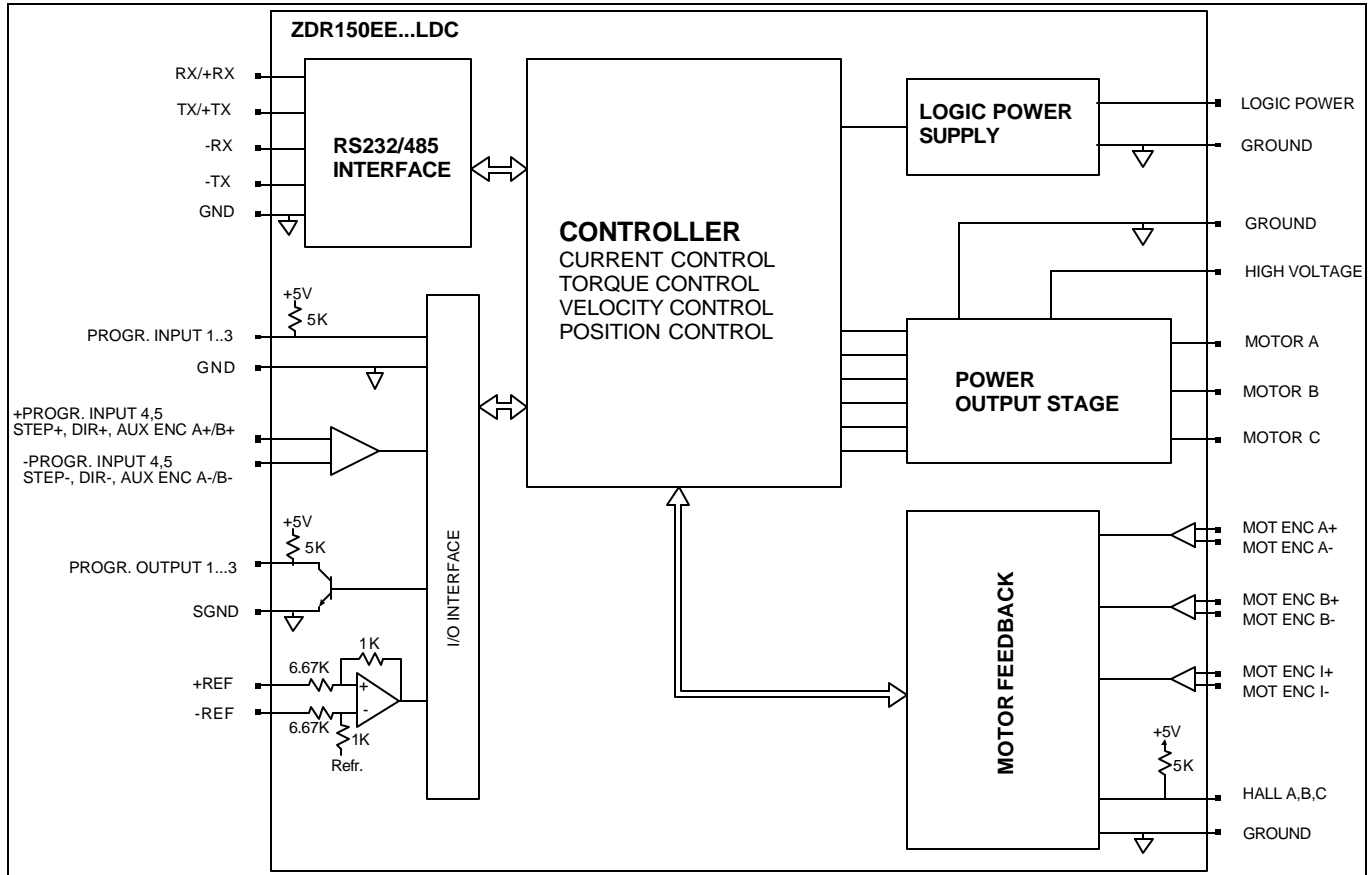 ZDR150EE...LDC
RX/+RX
TX/+TX
-RX
-TX
GND
RS232/485
INTERFACE
CONTROLLER
CURRENT CONTROL
TORQUE CONTROL
VELOCITY CONTROL
POSITION CONTROL
LOGIC POWER
SUPPLY
LOGIC POWER
GROUND
GROUND
HIGH VOLTAGE
+5V
5K
PROGR. INPUT 1..3
GND
+PROGR. INPUT 4,5
STEP+, DIR+, AUX ENC A+/B+
-PROGR. INPUT 4,5
STEP-, DIR-, AUX ENC A-/B-
+5V
5K
PROGR. OUTPUT 1...3
SGND
1K
6.67K
+REF
+
-REF
-
6.67K
1K
Refr.
I/O INTERFACE
POWER
OUTPUT STAGE
MOTOR A
MOTOR B
MOTOR C
MOTOR FEEDBACK
MOT ENC A+
MOT ENC A-
MOT ENC B+
MOT ENC B-
MOT ENC I+
MOT ENC I-
+5V
5K
HALL A,B,C
GROUND